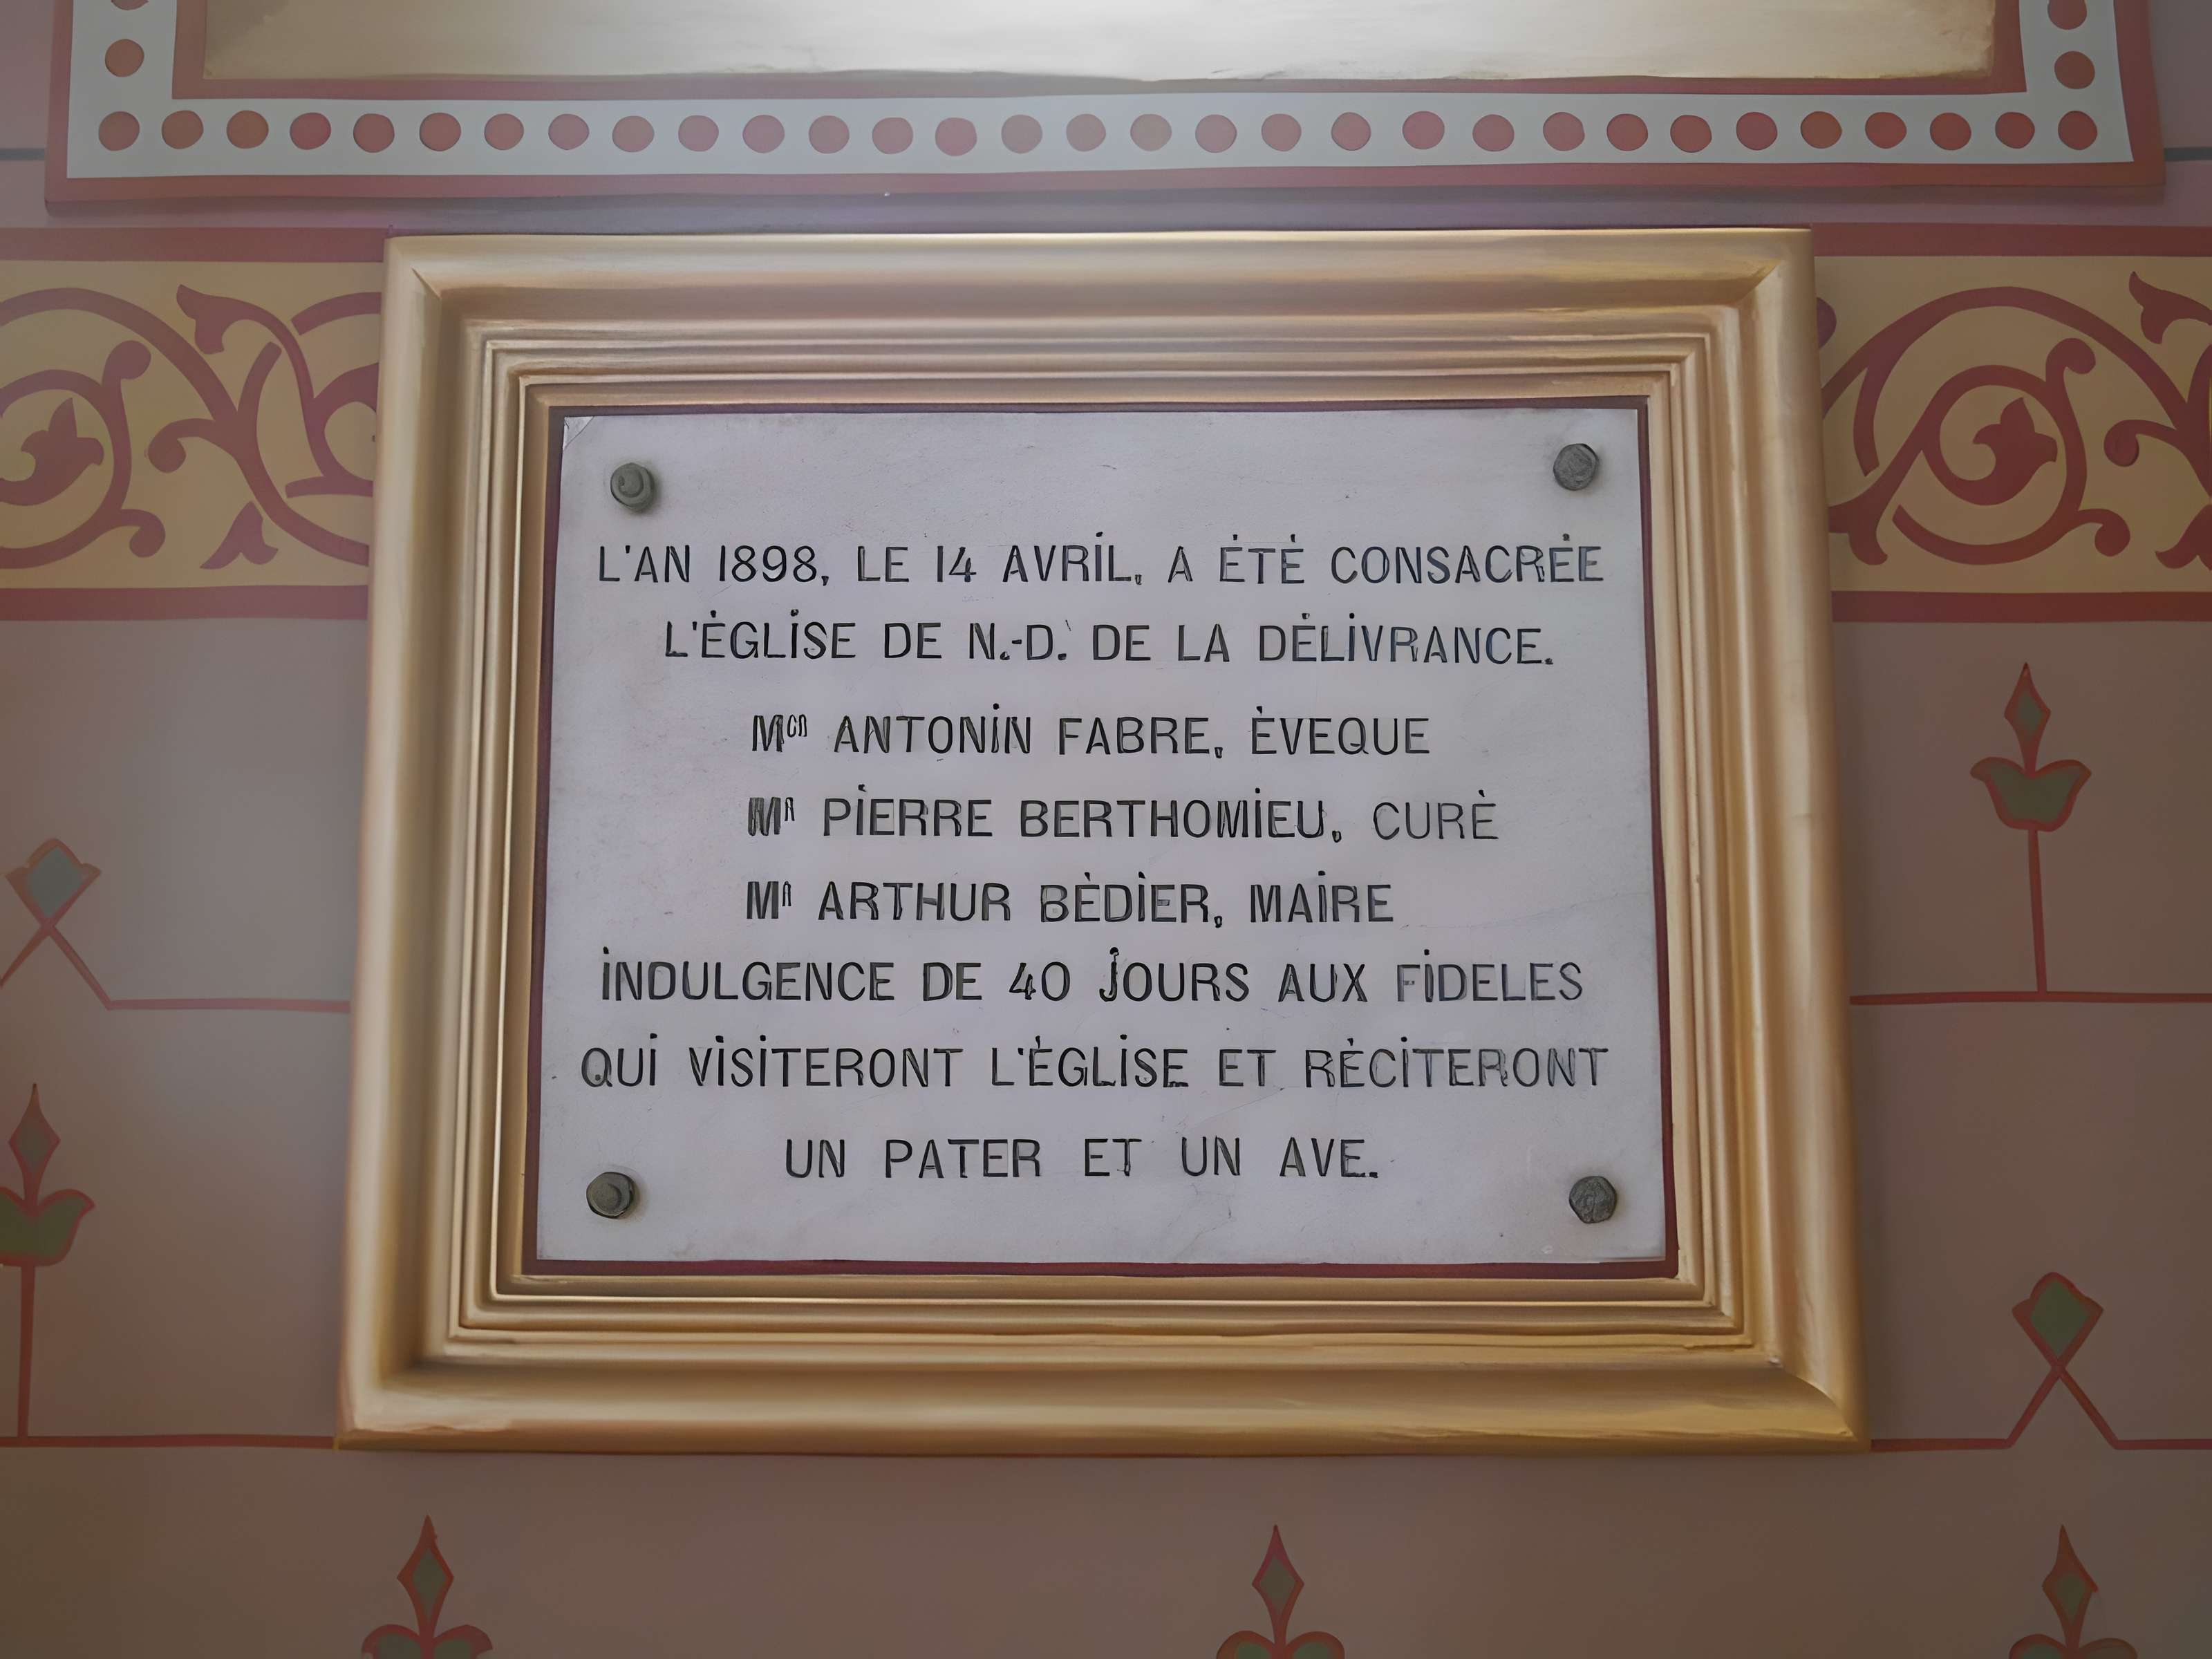 L'AN 1898, LE 14 AVRIL, A ÉTÉ CONSACRÉE
L'ÉGLISE DE N.-D. DE LA DÉLIVRANCE.
Mgr ANTONIN FABRE, ÉVEQUE
Mr PIERRE BERTHOMIEU, CURÉ
Mr ARTHUR BÉDIER, MAIRE
INDULGENCE DE 40 JOURS AUX FIDELES
QUI VISITERONT L'ÉGLISE ET RÉCITERONT
UN PATER ET UN AVE.